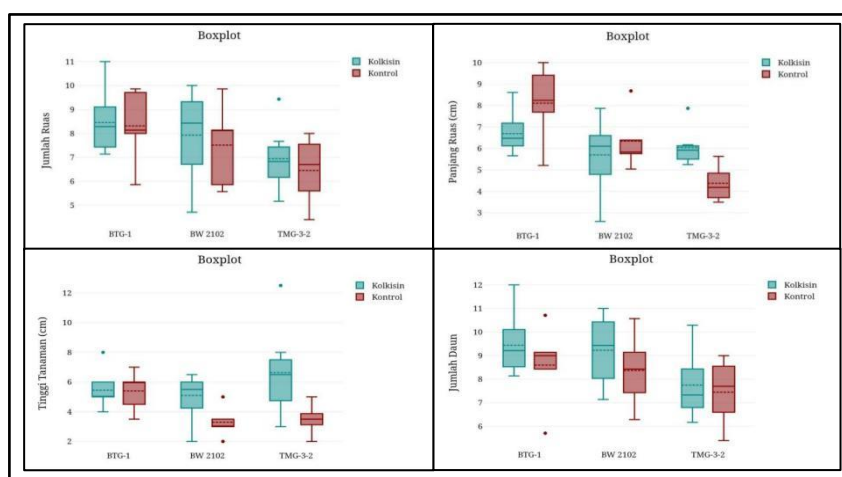 Boxplot
Kolkisin
Kontrol
Jumlah Ruas
11
10
9
8
7
6
5
BTG-1 BW 2102 TMG-3-2
Boxplot
Kolkisin
Kontrol
Panjang Ruas (cm)
10
9
8
7
6
5
4
3
BTG-1 BW 2102 TMG-3-2
Boxplot
Kolkisin
Kontrol
Tinggi Tanaman (cm)
12
10
8
6
4
2
BTG-1 BW 2102 TMG-3-2
Boxplot
Kolkisin
Kontrol
Jumlah Daun
12
11
10
9
8
7
6
BTG-1 BW 2102 TMG-3-2